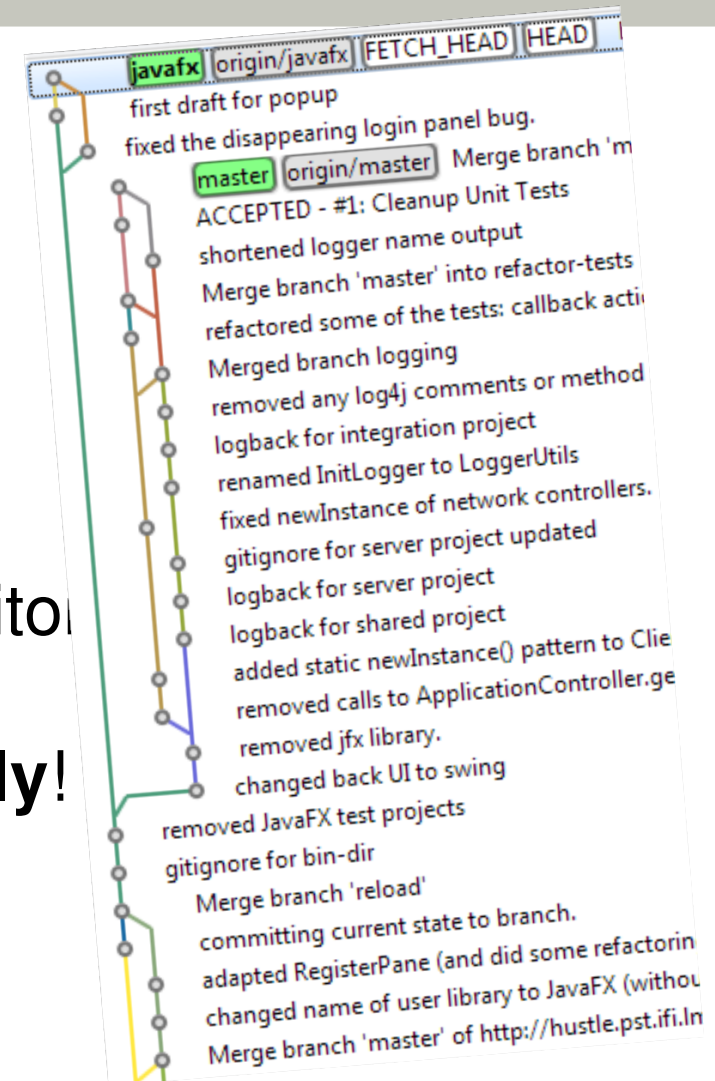 javafx origin/javafx FETCH_HEAD HEAD
first draft for popup
fixed the disappearing login panel bug.
master origin/master Merge branch 'm
ACCEPTED - #1: Cleanup Unit Tests
shortened logger name output
Merge branch 'master' into refactor-tests
refactored some of the tests: callback acti
Merged branch logging
removed any log4j comments or method
logback for integration project
renamed InitLogger to LoggerUtils
fixed newInstance of network controllers.
gitignore for server project updated
logback for server project
logback for shared project
added static newInstance() pattern to Clie
removed calls to ApplicationController.ge
removed jfx library.
changed back UI to swing
removed JavaFX test projects
gitignore for bin-dir
Merge branch 'reload'
committing current state to branch.
adapted RegisterPane (and did some refactorin
changed name of user library to JavaFX (withou
Merge branch 'master' of http://hustle.pst.ifi.lm
itor
ly!